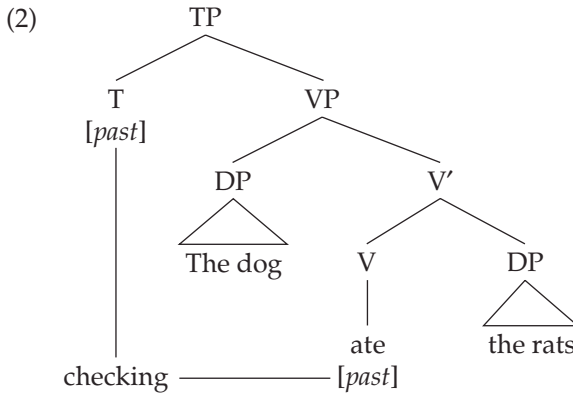 (2) TP
T VP
[past]
DP V′
The dog V DP
ate the rats
checking [past]